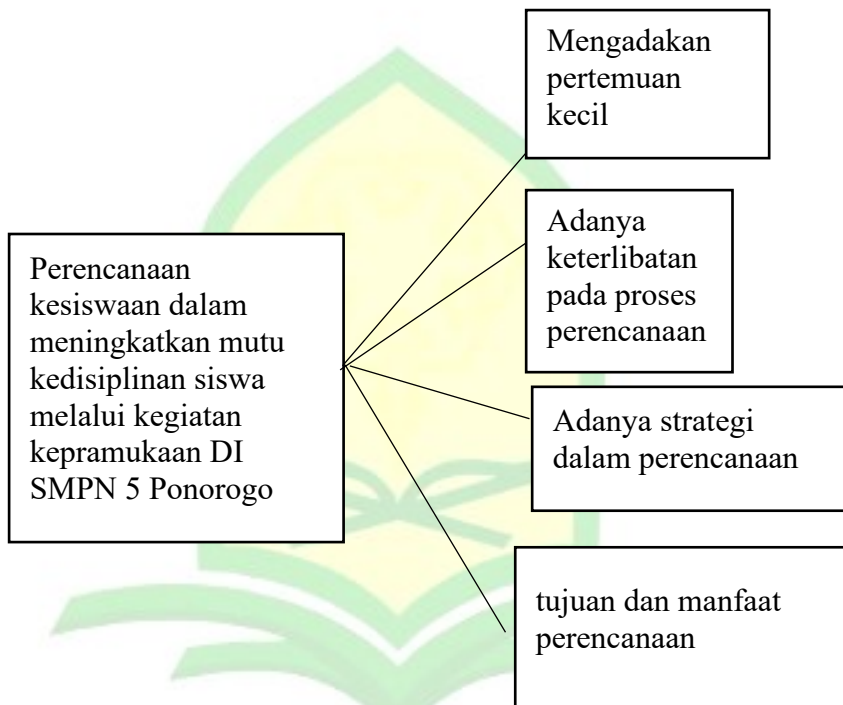 Mengadakan
pertemuan
kecil
Adanya
keterlibatan
pada proses
perencanaan
Perencanaan
kesiswaan dalam
meningkatkan mutu
kedisiplinan siswa
melalui kegiatan
kepramukaan DI
SMPN 5 Ponorogo
Adanya strategi
dalam perencanaan
tujuan dan manfaat
perencanaan